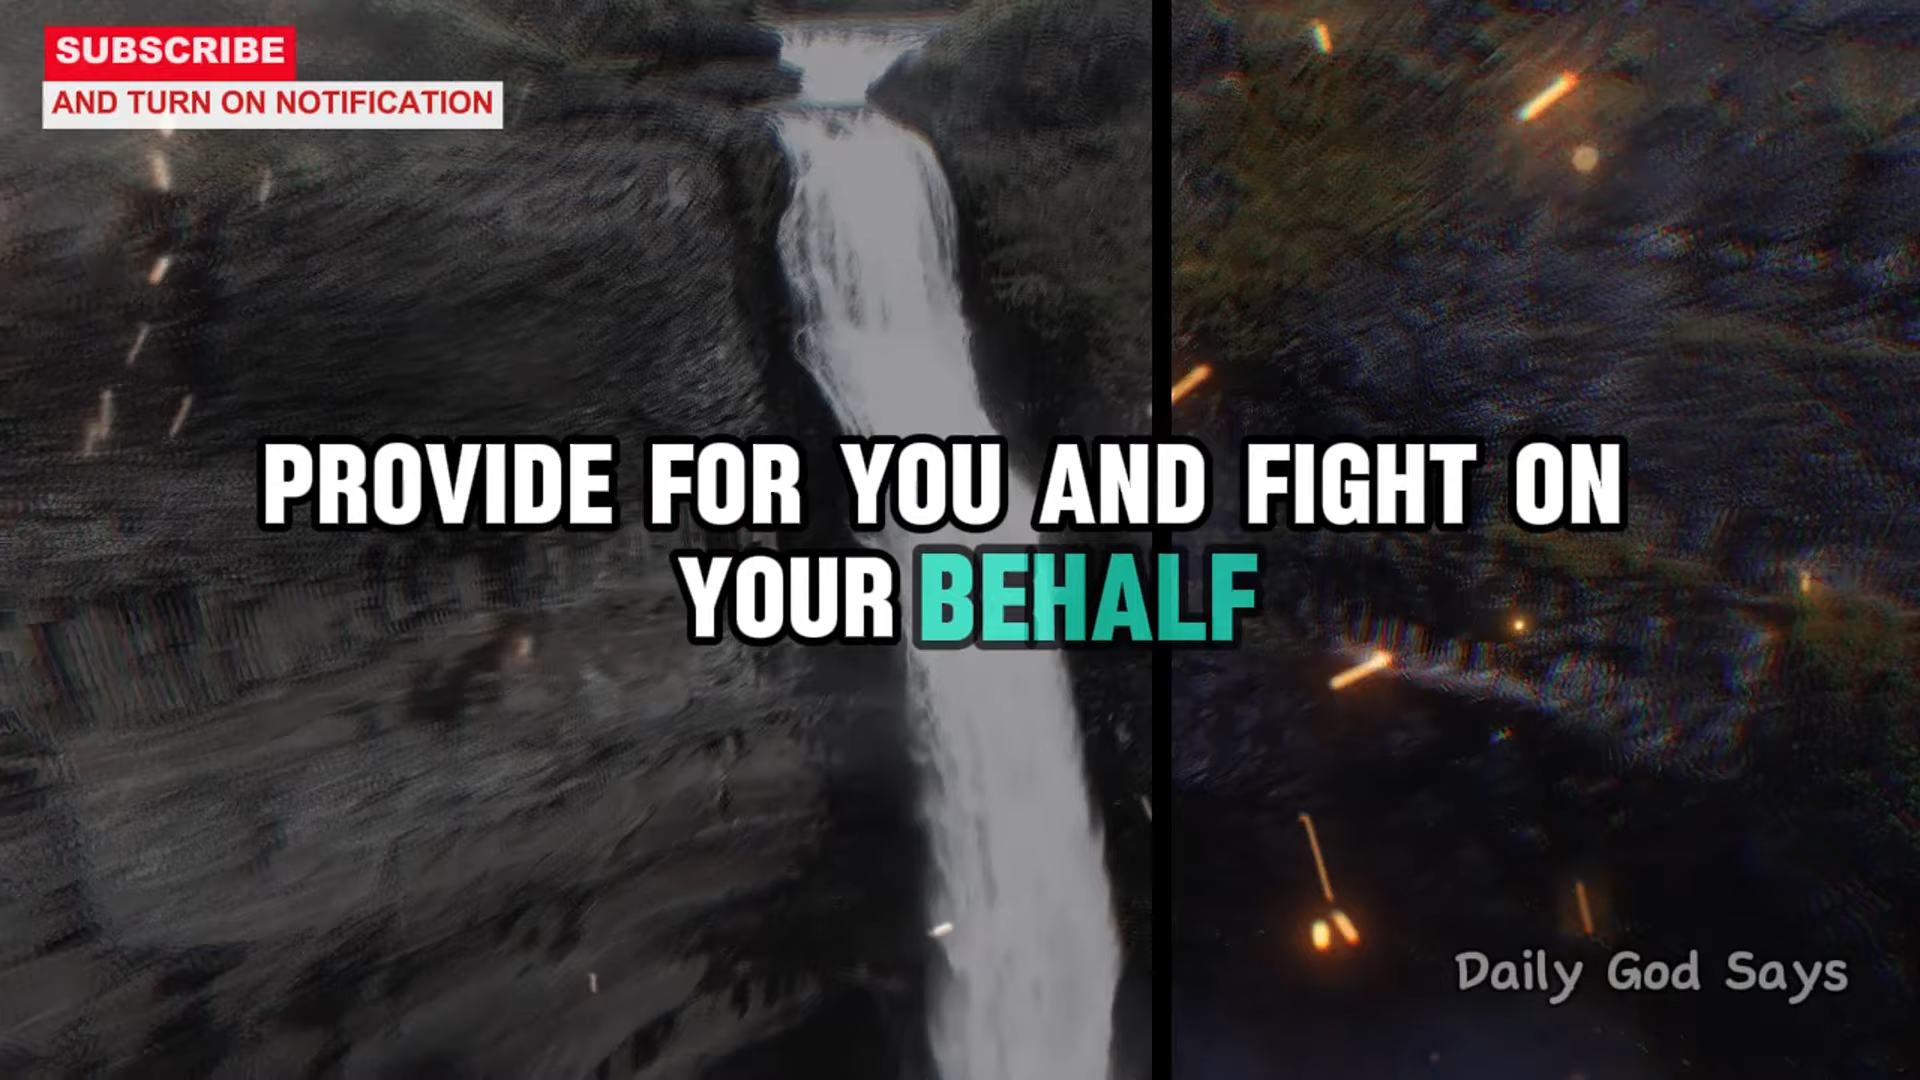 SUBSCRIBE
AND TURN ON NOTIFICATION
PROVIDE FOR YOU AND FIGHT ON
YOUR BEHALF
Daily God Says